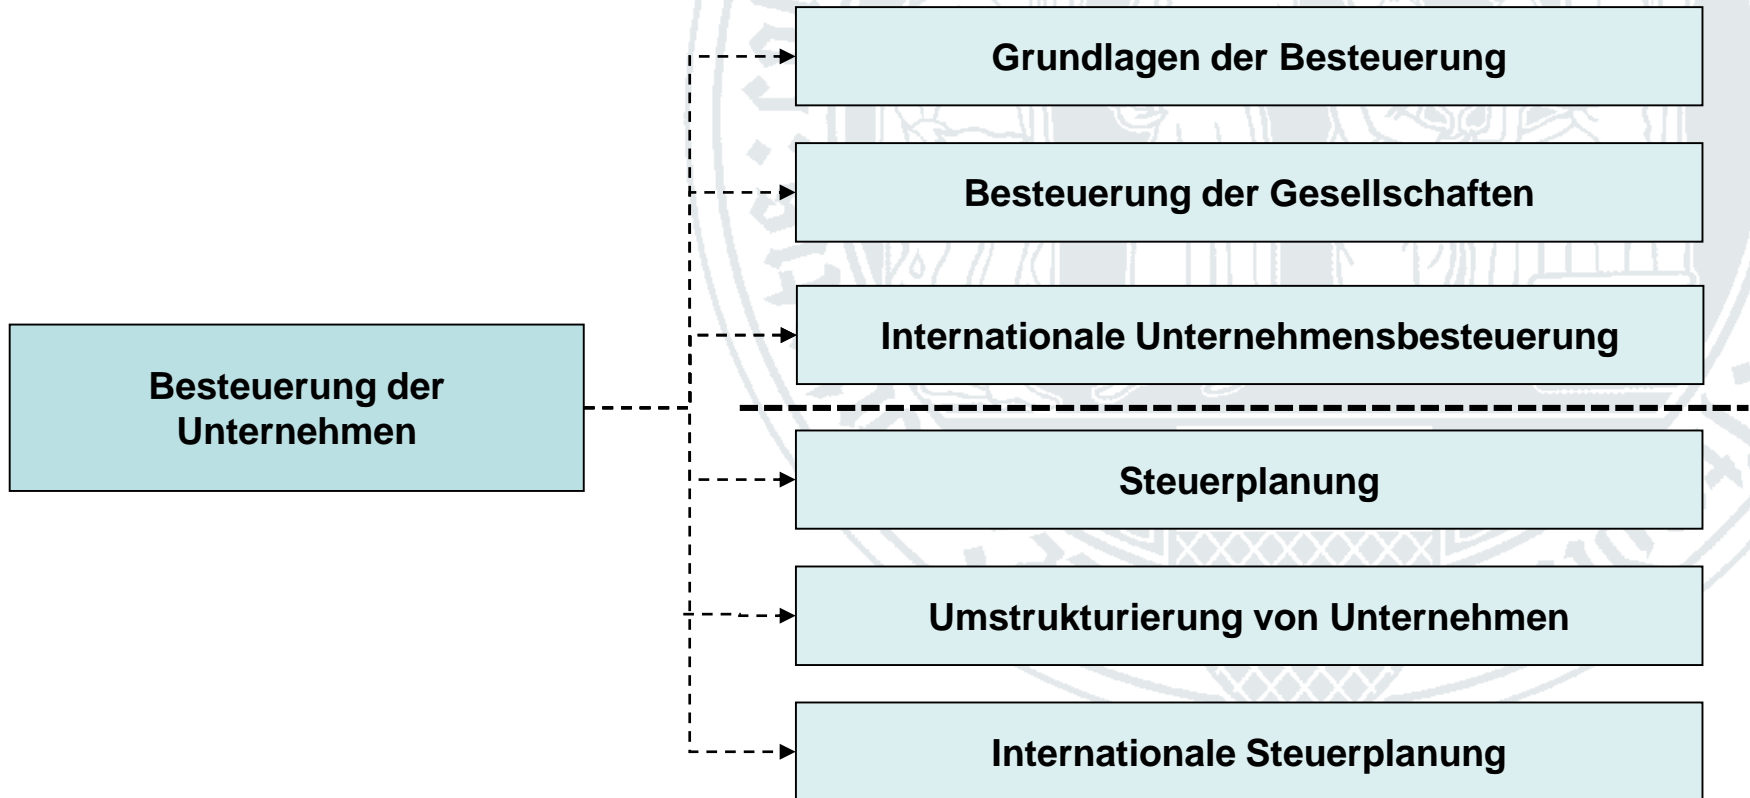 Grundlagen der Besteuerung
Besteuerung der Gesellschaften
Internationale Unternehmensbesteuerung
Besteuerung der
Unternehmen
Steuerplanung
Umstrukturierung von Unternehmen
Internationale Steuerplanung